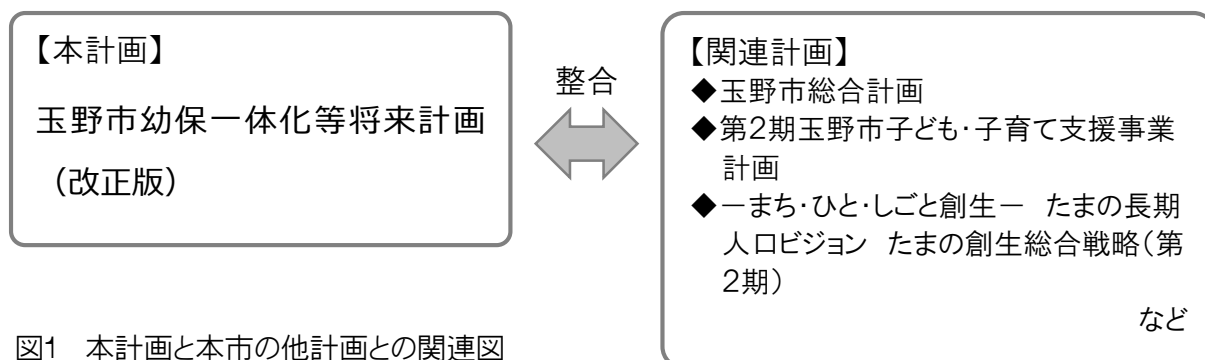 【本計画】
玉野市幼保一体化等将来計画
（改正版）
整合
【関連計画】
◆玉野市総合計画
◆第2期玉野市子ども・子育て支援事業
計画
◆－まち・ひと・しごと創生－　たまの長期
人口ビジョン　たまの創生総合戦略（第
2期）
など
図1　本計画と本市の他計画との関連図